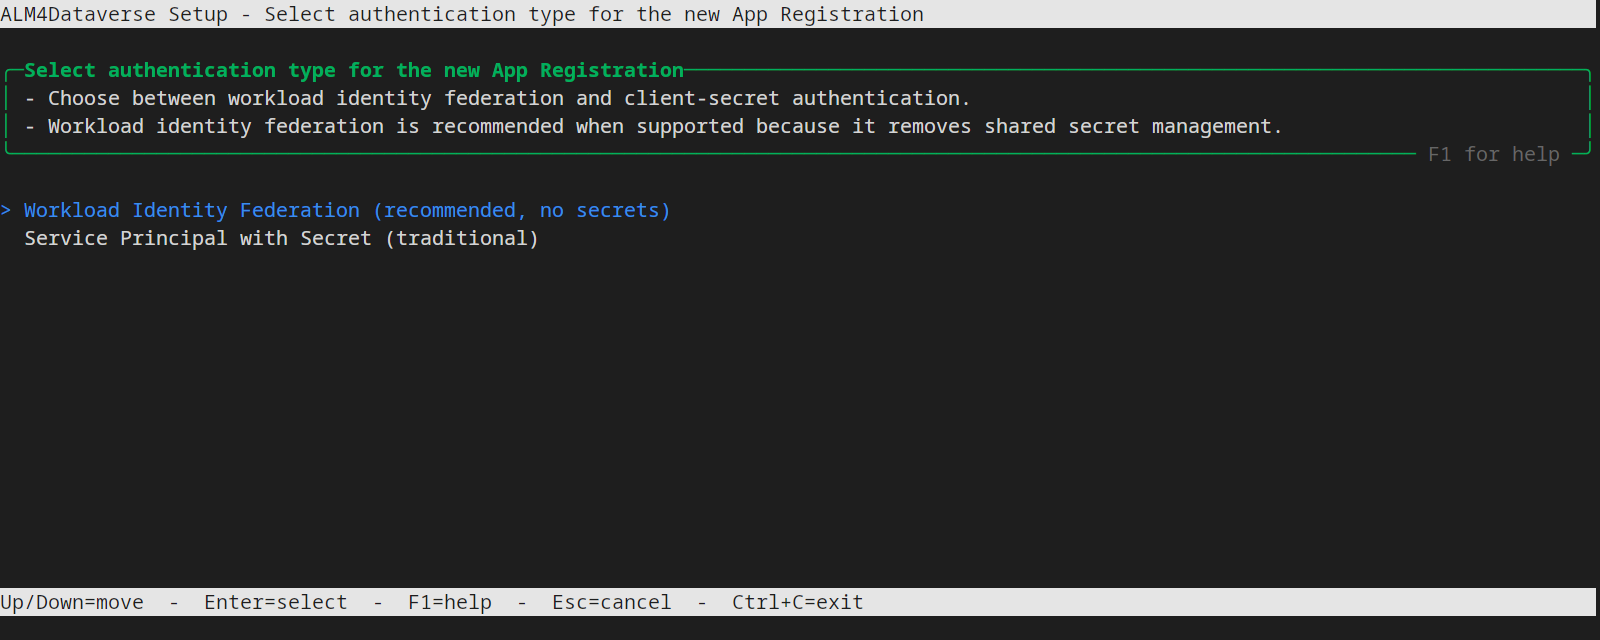 ALM4Dataverse Setup - Select authentication type for the new App Registration
Select authentication type for the new App Registration
- Choose between workload identity federation and client-secret authentication.
- Workload identity federation is recommended when supported because it removes shared secret management.
F1 for help
> Workload Identity Federation (recommended, no secrets)
Service Principal with Secret (traditional)
Up/Down=move  -  Enter=select  -  F1=help  -  Esc=cancel  -  Ctrl+C=exit